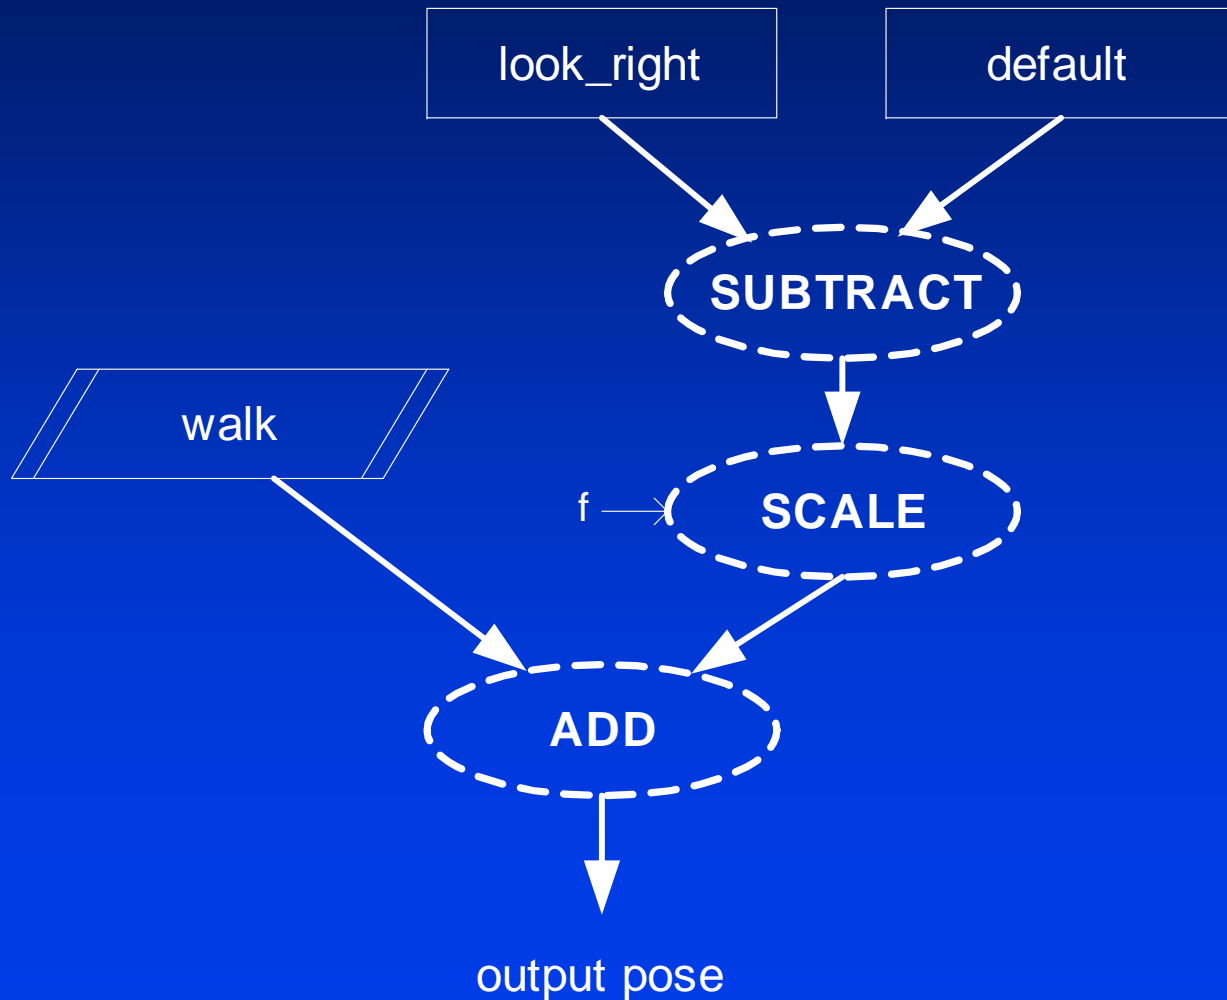 look_right
default
SUBTRACT
walk
f
SCALE
ADD
output pose